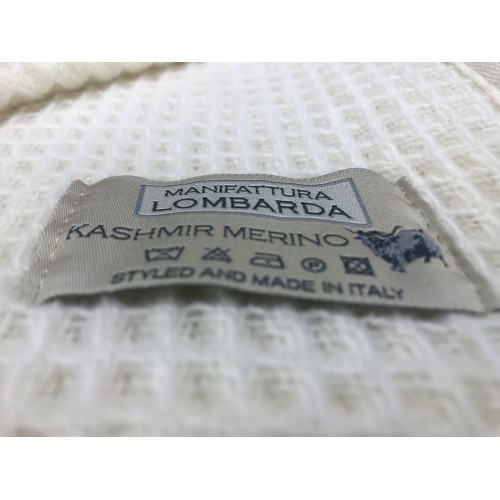 MANIFATTURA
LOMBARDA
KASHMIR MERINO
STYLED AND MADE IN ITALY